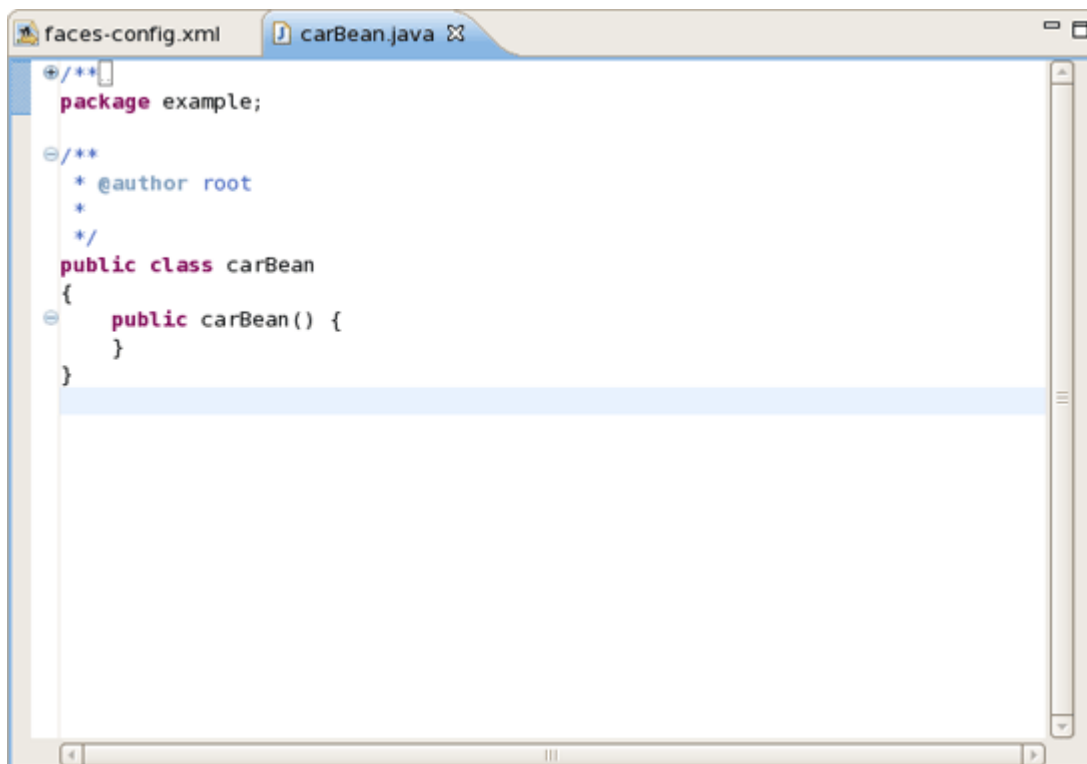 faces-config.xml carBean.java
/**
package example;
/**
 * @author root
 *
 */
public class carBean
{
    public carBean() {
    }
}